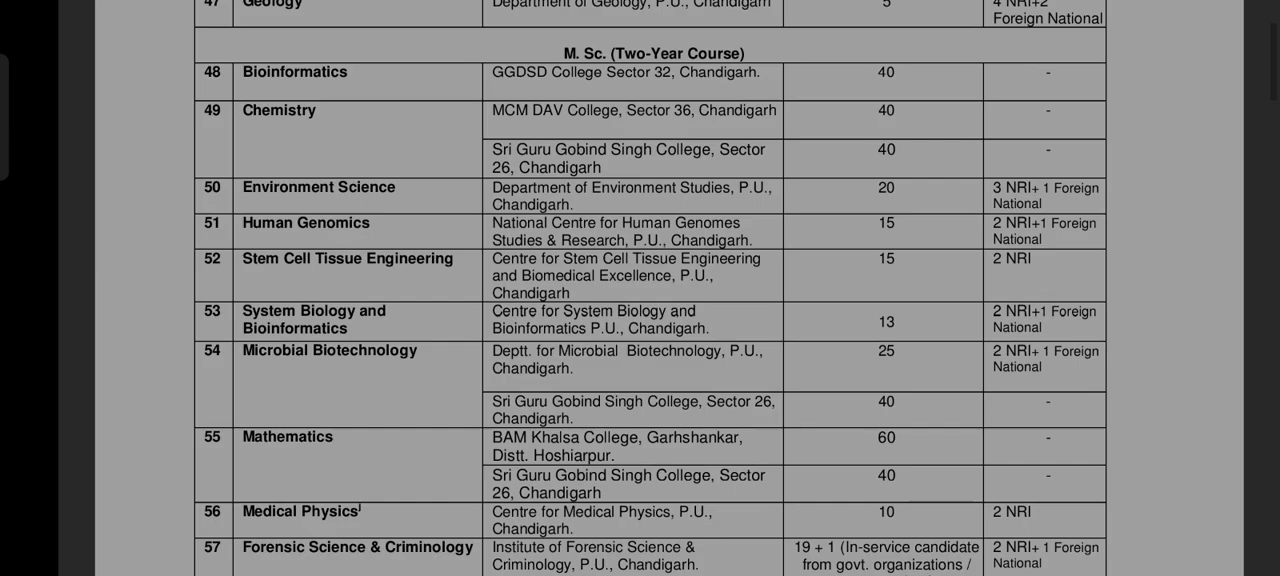 47 Geology Department of Geology, P.U., Chandigarh 5 4 NRI+2
Foreign National
M. Sc. (Two-Year Course)
48 Bioinformatics GGDSD College Sector 32, Chandigarh. 40 -
49 Chemistry MCM DAV College, Sector 36, Chandigarh 40 -
Sri Guru Gobind Singh College, Sector 40 -
26, Chandigarh
50 Environment Science Department of Environment Studies, P.U., 20 3 NRI+ 1 Foreign
Chandigarh. National
51 Human Genomics National Centre for Human Genomes 15 2 NRI+1 Foreign
Studies & Research, P.U., Chandigarh. National
52 Stem Cell Tissue Engineering Centre for Stem Cell Tissue Engineering 15 2 NRI
and Biomedical Excellence, P.U.,
Chandigarh
53 System Biology and Centre for System Biology and 13 2 NRI+1 Foreign
Bioinformatics Bioinformatics P.U., Chandigarh. National
54 Microbial Biotechnology Deptt. for Microbial Biotechnology, P.U., 25 2 NRI+ 1 Foreign
Chandigarh. National
Sri Guru Gobind Singh College, Sector 26, 40 -
Chandigarh.
55 Mathematics BAM Khalsa College, Garhshankar, 60 -
Distt. Hoshiarpur.
Sri Guru Gobind Singh College, Sector 40 -
26, Chandigarh
56 Medical Physics Centre for Medical Physics, P.U., 10 2 NRI
Chandigarh.
57 Forensic Science & Criminology Institute of Forensic Science & 19 + 1 (In-service candidate 2 NRI+ 1 Foreign
Criminology, P.U., Chandigarh. from govt. organizations / National